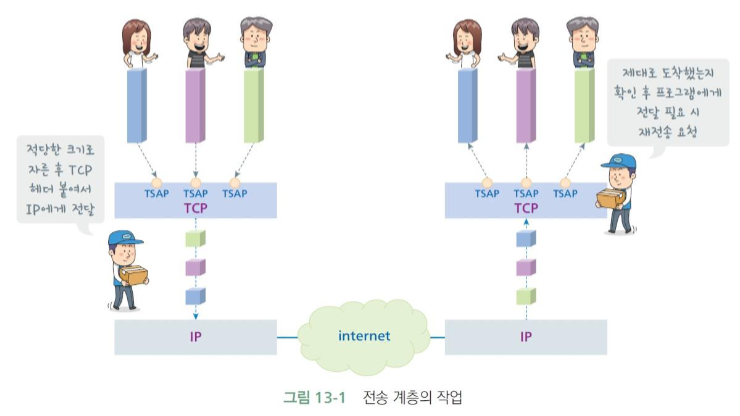 적당한 크기로
자른 후 TCP
헤더 붙여서
IP에게 전달
제대로 도착했는지
확인 후 프로그램에게
전달 필요 시
재전송 요청
TSAP TSAP TSAP
TCP
TSAP TSAP TSAP
TCP
IP
internet
IP
그림 13-1 전송 계층의 작업